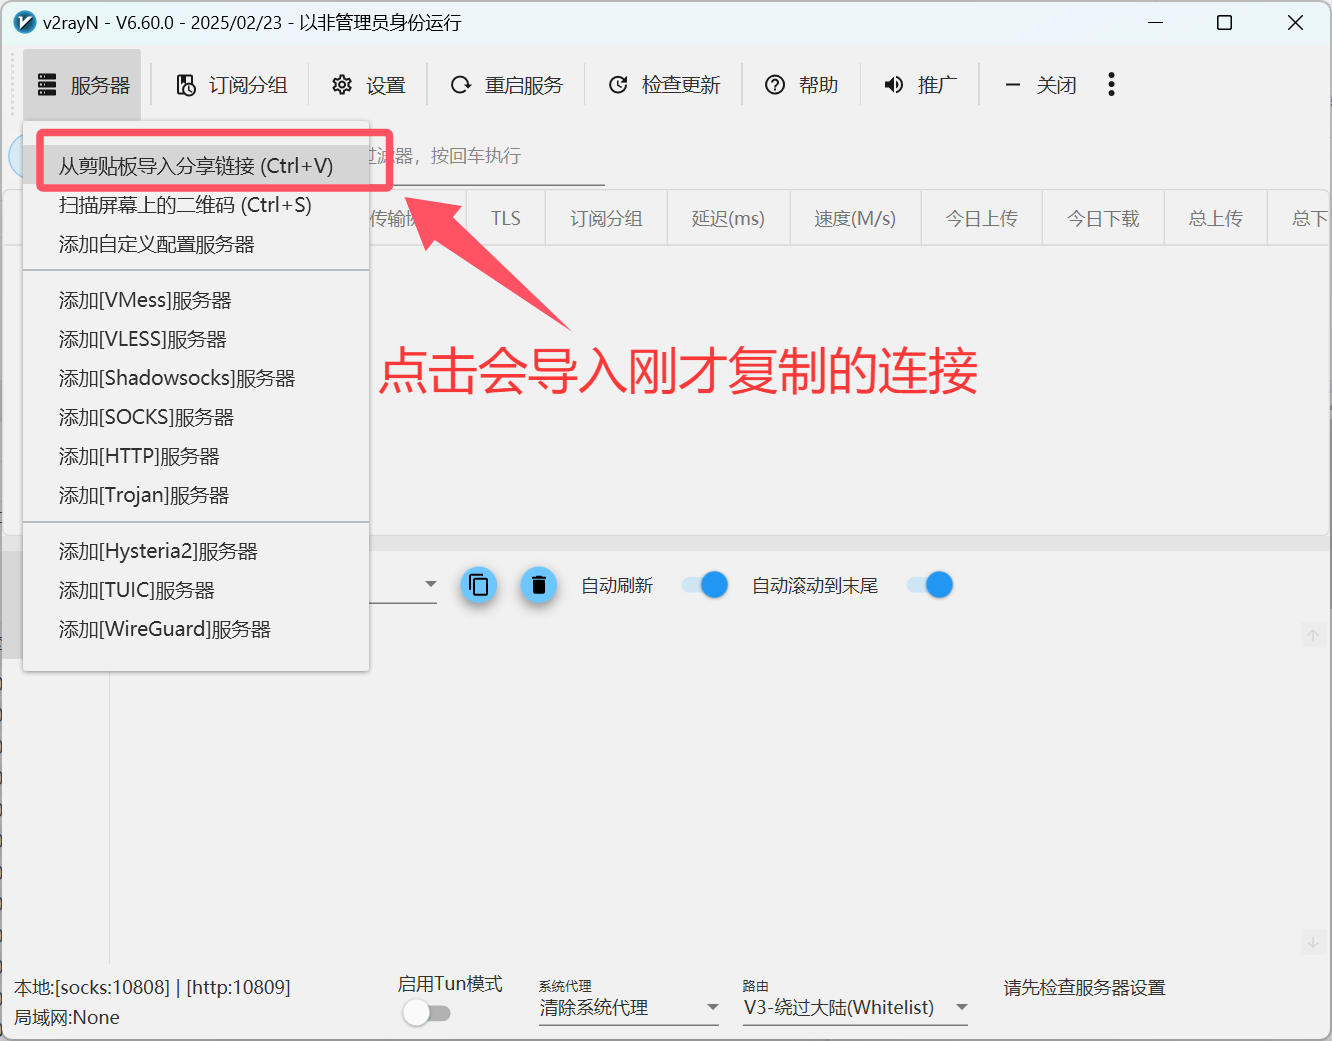 v2rayN - V6.60.0 - 2025/02/23 - 以非管理员身份运行
服务器 订阅分组 设置 重启服务 检查更新 帮助 推广 关闭
从剪贴板导入分享链接 (Ctrl+V)
过滤器，按回车执行
扫描屏幕上的二维码 (Ctrl+S)
传输 TLS 订阅分组 延迟(ms) 速度(M/s) 今日上传 今日下载 总上传 总下
添加自定义配置服务器
添加[VMess]服务器
添加[VLESS]服务器
添加[Shadowsocks]服务器
添加[SOCKS]服务器
添加[HTTP]服务器
添加[Trojan]服务器
点击会导入刚才复制的连接
添加[Hysteria2]服务器
添加[TUIC]服务器
添加[WireGuard]服务器
自动刷新 自动滚动到末尾
本地:[socks:10808] | [http:10809]
局域网:None
启用Tun模式
系统代理
清除系统代理
路由
V3-绕过大陆(Whitelist)
请先检查服务器设置